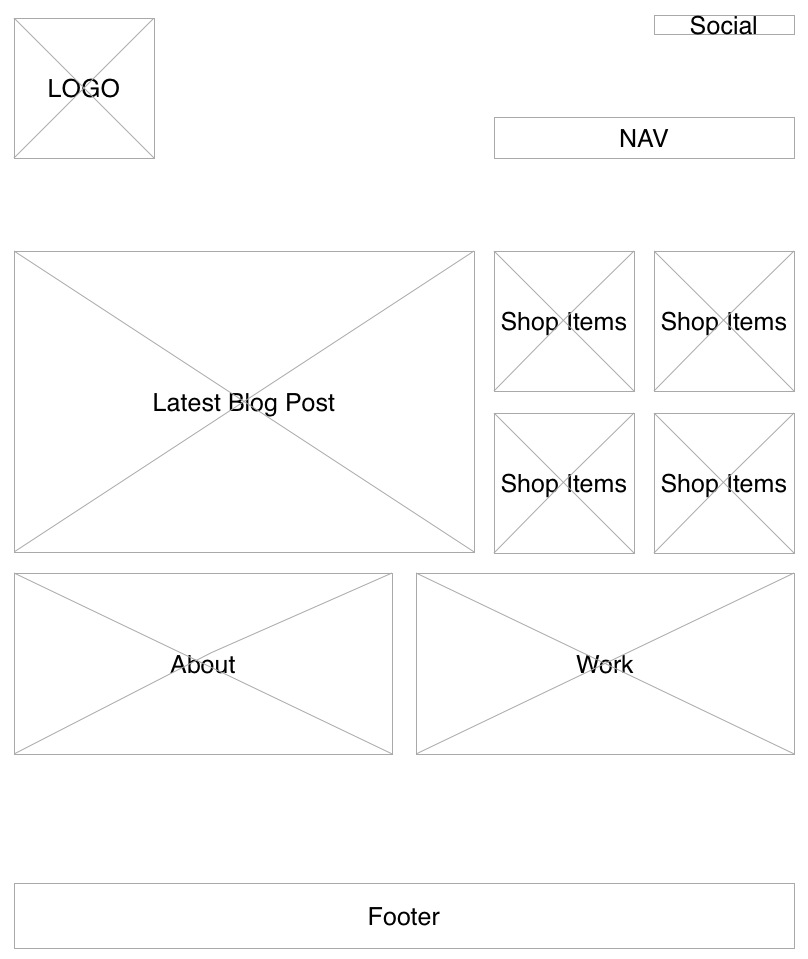 Social
LOGO
NAV
Shop Items
Shop Items
Latest Blog Post
Shop Items
Shop Items
About
Work
Footer